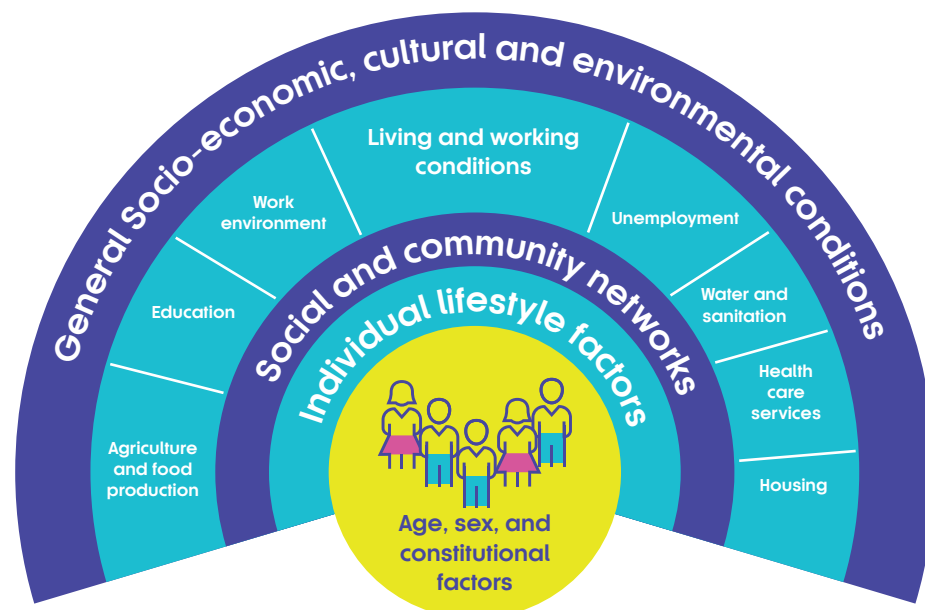 General Socio-economic, cultural and environmental conditions
Living and working
conditions
Work
environment
Unemployment
Education
Water and
sanitation
Agriculture
and food
production
Health
care
services
Housing
Social and community networks
Individual lifestyle factors
Age, sex, and
constitutional
factors